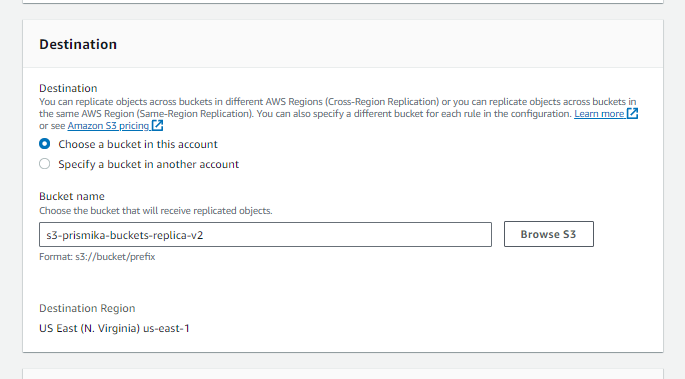 Destination
Destination
You can replicate objects across buckets in different AWS Regions (Cross-Region Replication) or you can replicate objects across buckets in
the same AWS Region (Same-Region Replication). You can also specify a different bucket for each rule in the configuration. Learn more
or see Amazon S3 pricing
Choose a bucket in this account
Specify a bucket in another account
Bucket name
Choose the bucket that will receive replicated objects.
s3-prismika-buckets-replica-v2
Browse S3
Format: s3://bucket/prefix
Destination Region
US East (N. Virginia) us-east-1